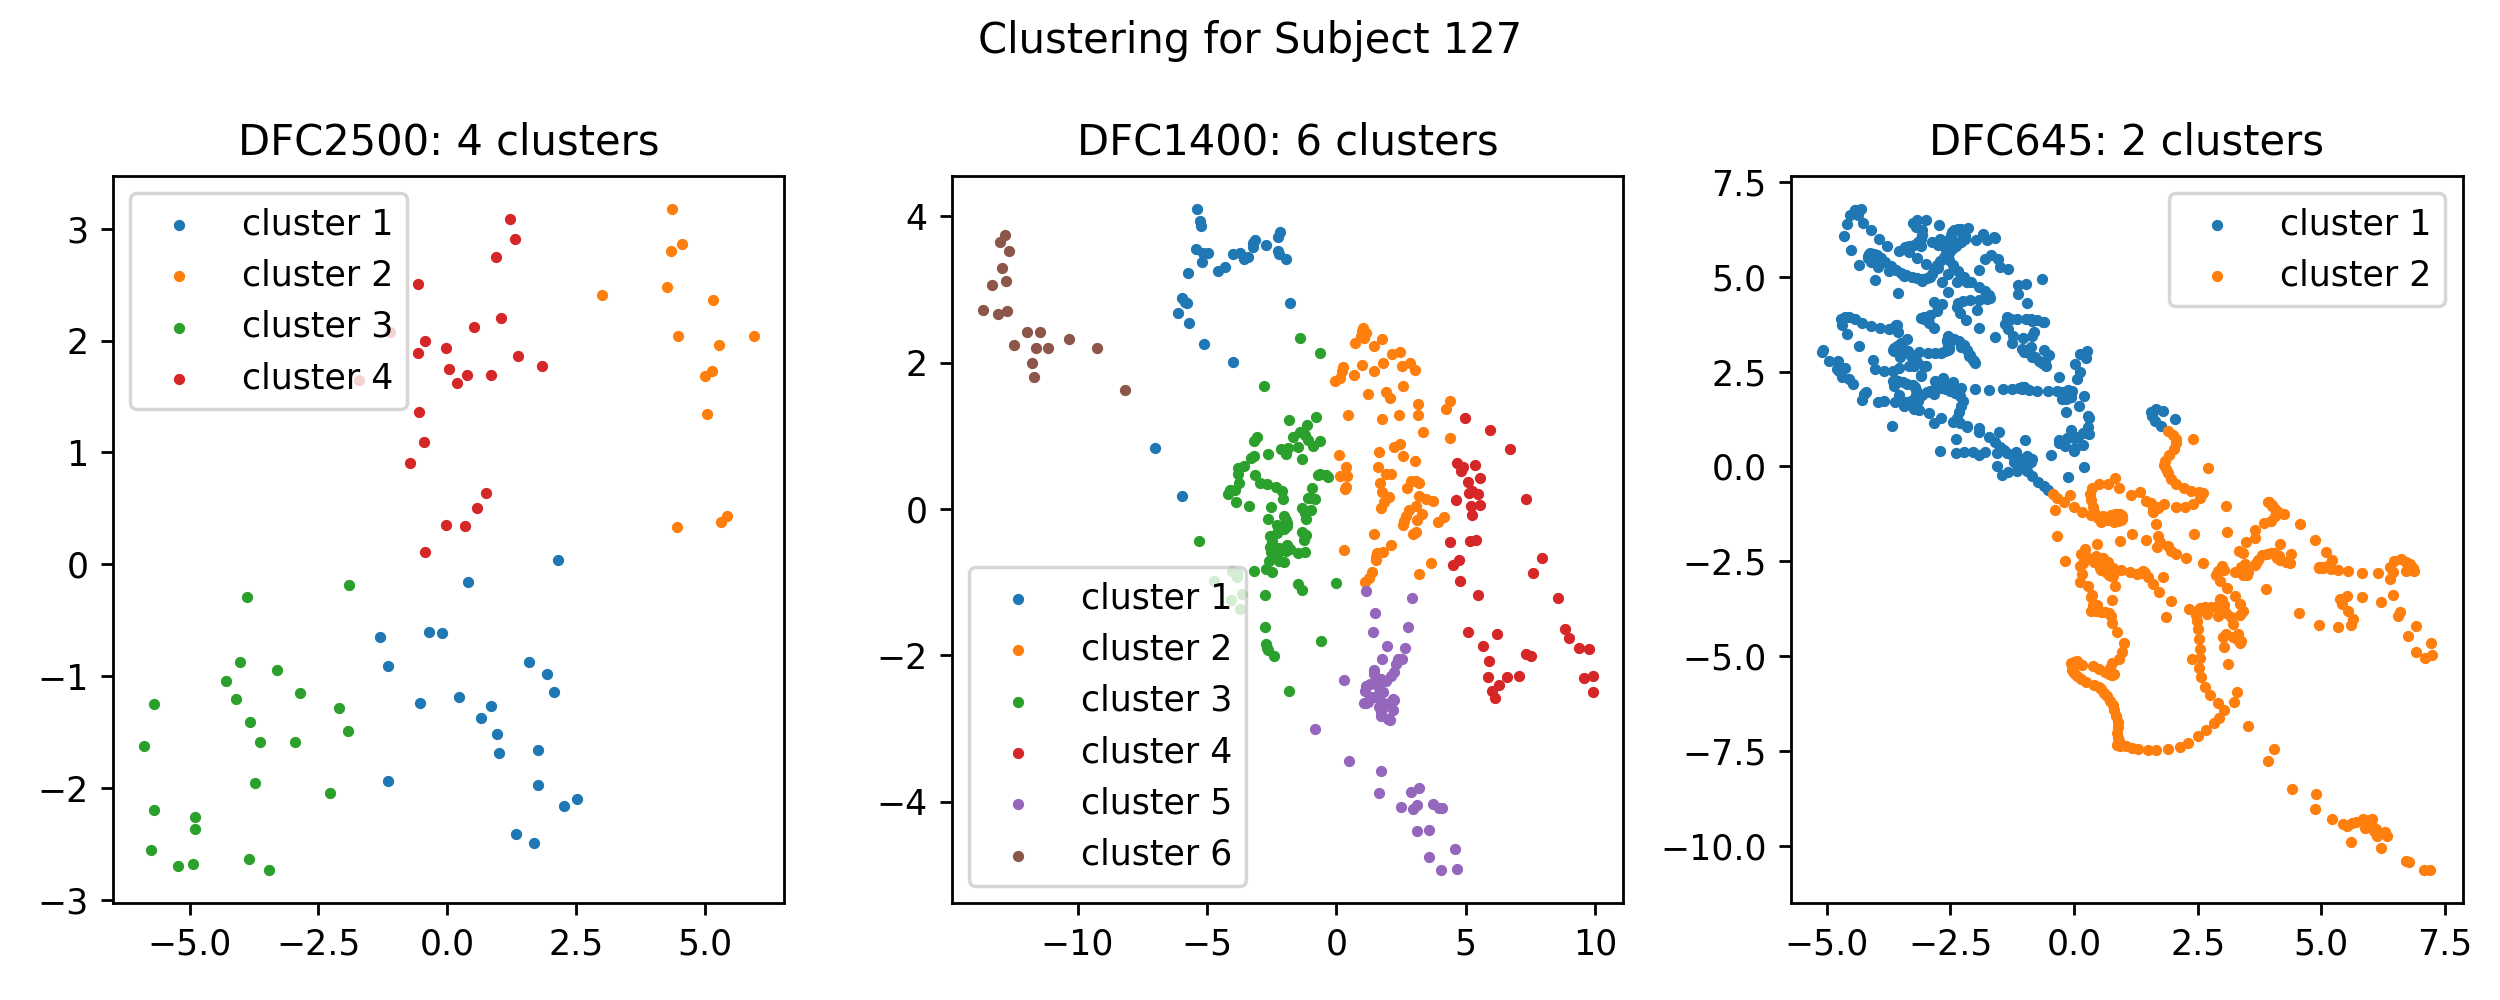 Clustering for Subject 127
DFC2500: 4 clusters
cluster 1
cluster 2
cluster 3
cluster 4
3
2
1
0
−1
−2
−3
−5.0 −2.5 0.0 2.5 5.0
DFC1400: 6 clusters
cluster 1
cluster 2
cluster 3
cluster 4
cluster 5
cluster 6
4
2
0
−2
−4
−10 −5 0 5 10
DFC645: 2 clusters
cluster 1
cluster 2
7.5
5.0
2.5
0.0
−2.5
−5.0
−7.5
−10.0
−5.0 −2.5 0.0 2.5 5.0 7.5